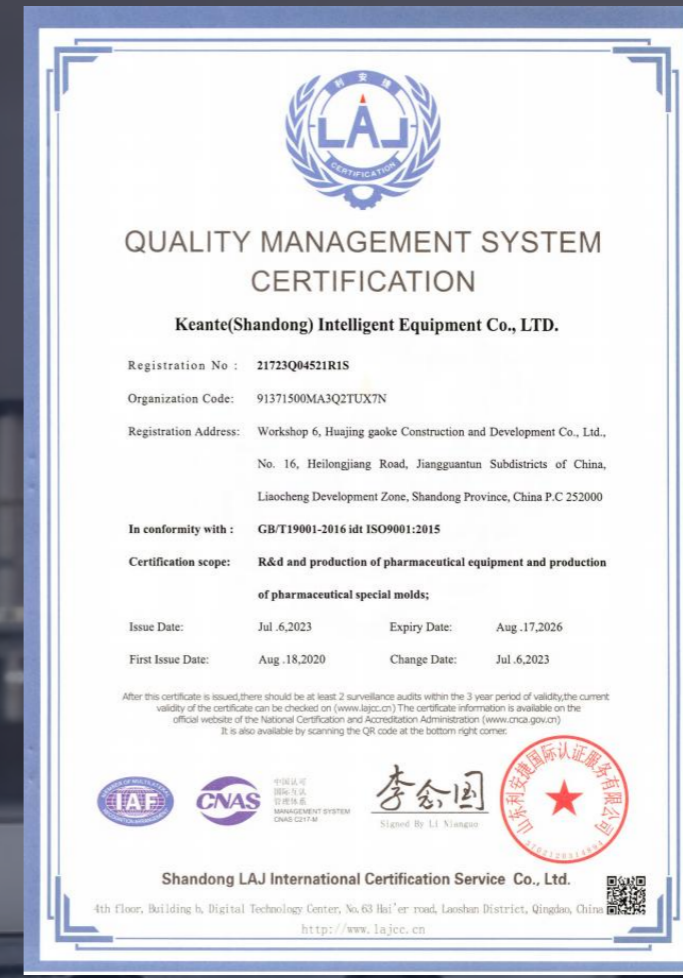 利安捷
LAJ
CERTIFICATION
QUALITY MANAGEMENT SYSTEM
CERTIFICATION
Keante(Shandong) Intelligent Equipment Co., LTD.
Registration No : 21723Q04521R1S
Organization Code: 91371500MA3Q2TUX7N
Registration Address: Workshop 6, Huajing gaoke Construction and Development Co., Ltd.,
No. 16, Heilongjiang Road, Jiangguantun Subdistricts of China,
Liaocheng Development Zone, Shandong Province, China P.C 252000
In conformity with : GB/T19001-2016 idt ISO9001:2015
Certification scope: R&d and production of pharmaceutical equipment and production
of pharmaceutical special molds;
Issue Date: Jul .6,2023 Expiry Date: Aug .17,2026
First Issue Date: Aug .18,2020 Change Date: Jul .6,2023
After this certificate is issued,there should be at least 2 surveillance audits within the 3 year period of validity,the current
validity of the certificate can be checked on (www.lajcc.cn) The certificate information is available on the
official website of the National Certification and Accreditation Administration (www.cnca.gov.cn)
It is also available by scanning the QR code at the bottom right corner.
IAF
CNAS
中国认可
国际互认
管理体系
MANAGEMENT SYSTEM
CNAS C217-M
李念国
Signed By Li Nianguo
山东利安捷国际认证服务有限公司
Shandong LAJ International Certification Service Co., Ltd.
4th floor, Building b, Digital Technology Center, No.63 Hai'er road, Laoshan District, Qingdao, China
http://www.lajcc.cn